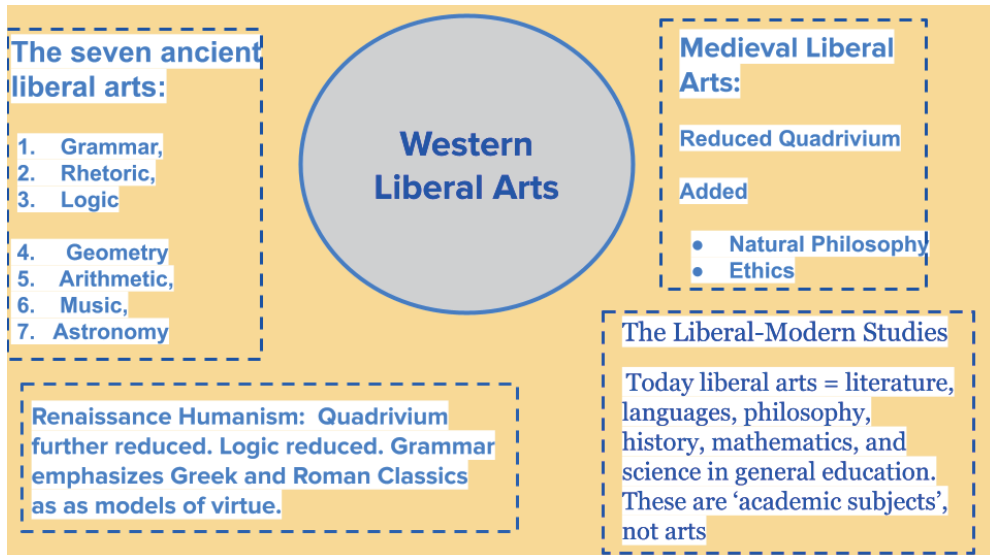 The seven ancient
liberal arts:
1. Grammar,
2. Rhetoric,
3. Logic
4. Geometry
5. Arithmetic,
6. Music,
7. Astronomy
Western
Liberal Arts
Medieval Liberal
Arts:
Reduced Quadrivium
Added
● Natural Philosophy
● Ethics
Renaissance Humanism: Quadrivium
further reduced. Logic reduced. Grammar
emphasizes Greek and Roman Classics
as as models of virtue.
The Liberal-Modern Studies
Today liberal arts = literature,
languages, philosophy,
history, mathematics, and
science in general education.
These are ‘academic subjects’,
not arts